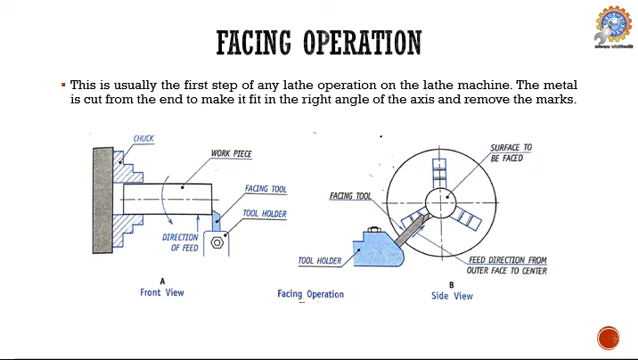 FACING OPERATION
▪ This is usually the first step of any lathe operation on the lathe machine. The metal
is cut from the end to make it fit in the right angle of the axis and remove the marks.
CHUCK
WORK PIECE
FACING TOOL
TOOL HOLDER
DIRECTION
OF FEED
A
Front View
Facing Operation
SURFACE TO
BE FACED
FACING TOOL
TOOL HOLDER
FEED DIRECTION FROM
OUTER FACE TO CENTER
B
Side View